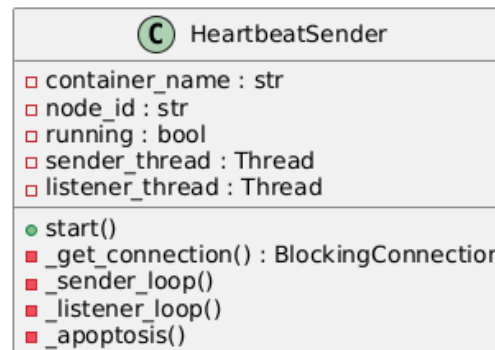 C HeartbeatSender
container_name : str
node_id : str
running : bool
sender_thread : Thread
listener_thread : Thread
start()
_get_connection() : BlockingConnection
_sender_loop()
_listener_loop()
_apoptosis()